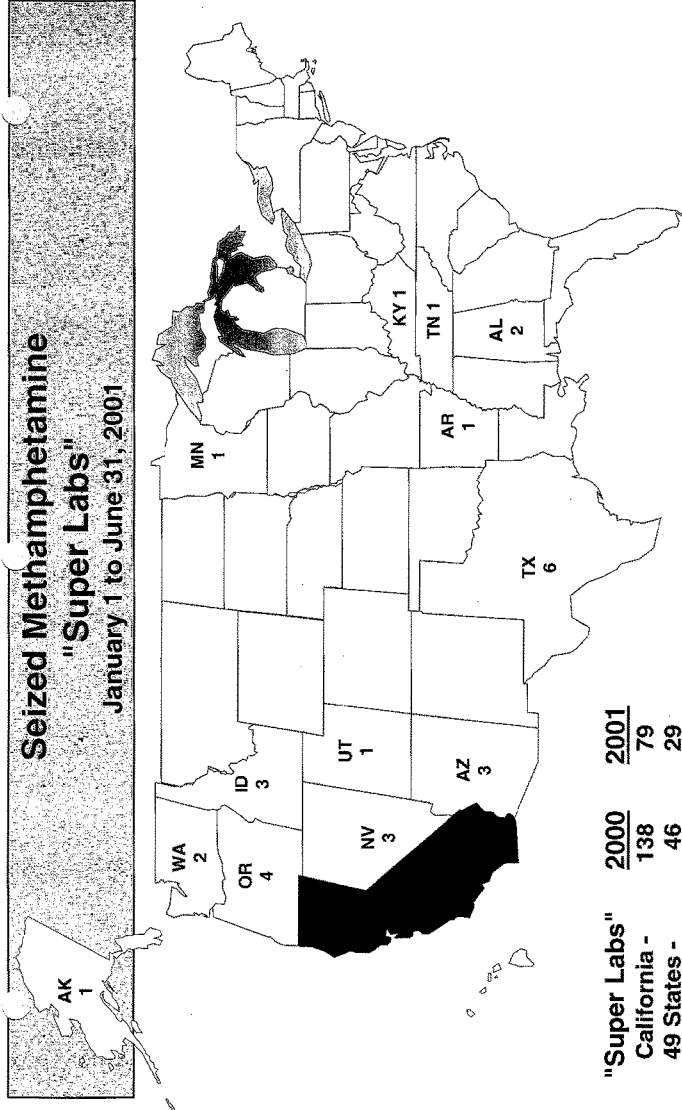 Seized Methamphetamine
"Super Labs"
January 1 to June 31, 2001
AK
1
WA
2
OR
4
ID
3
NV
3
UT
1
AZ
3
MN
1
TX
6
AR
1
KY 1
TN 1
AL
2
"Super Labs" 2000 2001
California - 138 79
49 States - 46 29